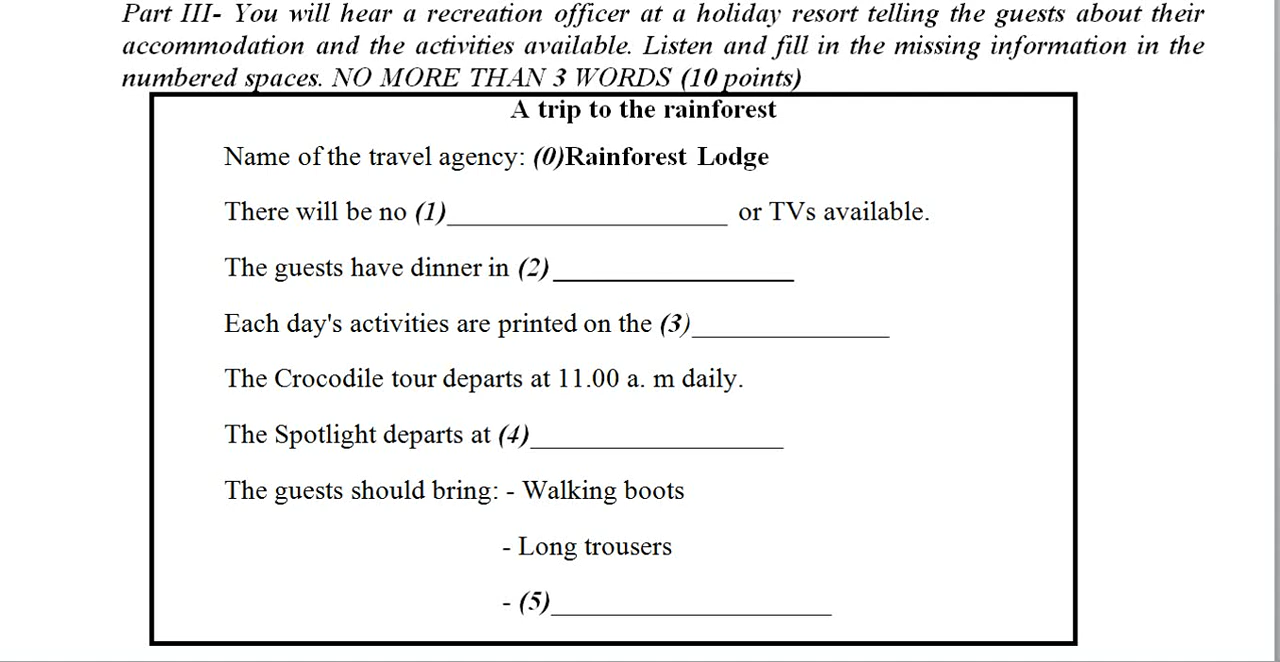 Part III- You will hear a recreation officer at a holiday resort telling the guests about their
accommodation and the activities available. Listen and fill in the missing information in the
numbered spaces. NO MORE THAN 3 WORDS (10 points)
A trip to the rainforest
Name of the travel agency: (0)Rainforest Lodge
There will be no (1)____________________ or TVs available.
The guests have dinner in (2)_________________
Each day's activities are printed on the (3)______________
The Crocodile tour departs at 11.00 a. m daily.
The Spotlight departs at (4)__________________
The guests should bring: - Walking boots
- Long trousers
- (5)____________________